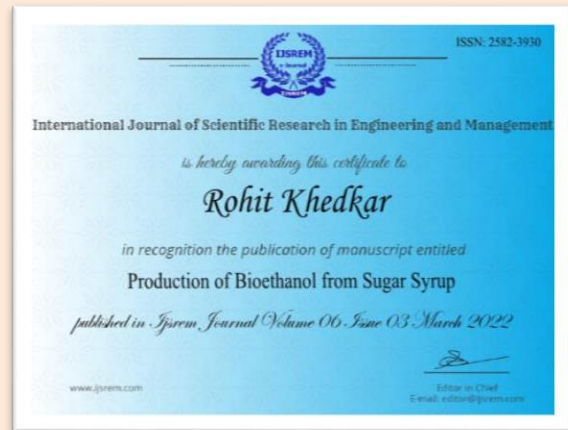 ISSN: 2582-3930
IJSREM
e-Journal
IJSREM
International Journal of Scientific Research in Engineering and Management
is hereby awarding this certificate to
Rohit Khedkar
in recognition the publication of manuscript entitled
Production of Bioethanol from Sugar Syrup
published in Ijsrem Journal Volume 06 Issue 03 March 2022
www.ijsrem.com
Editor in Chief
E-mail: editor@ijsrem.com